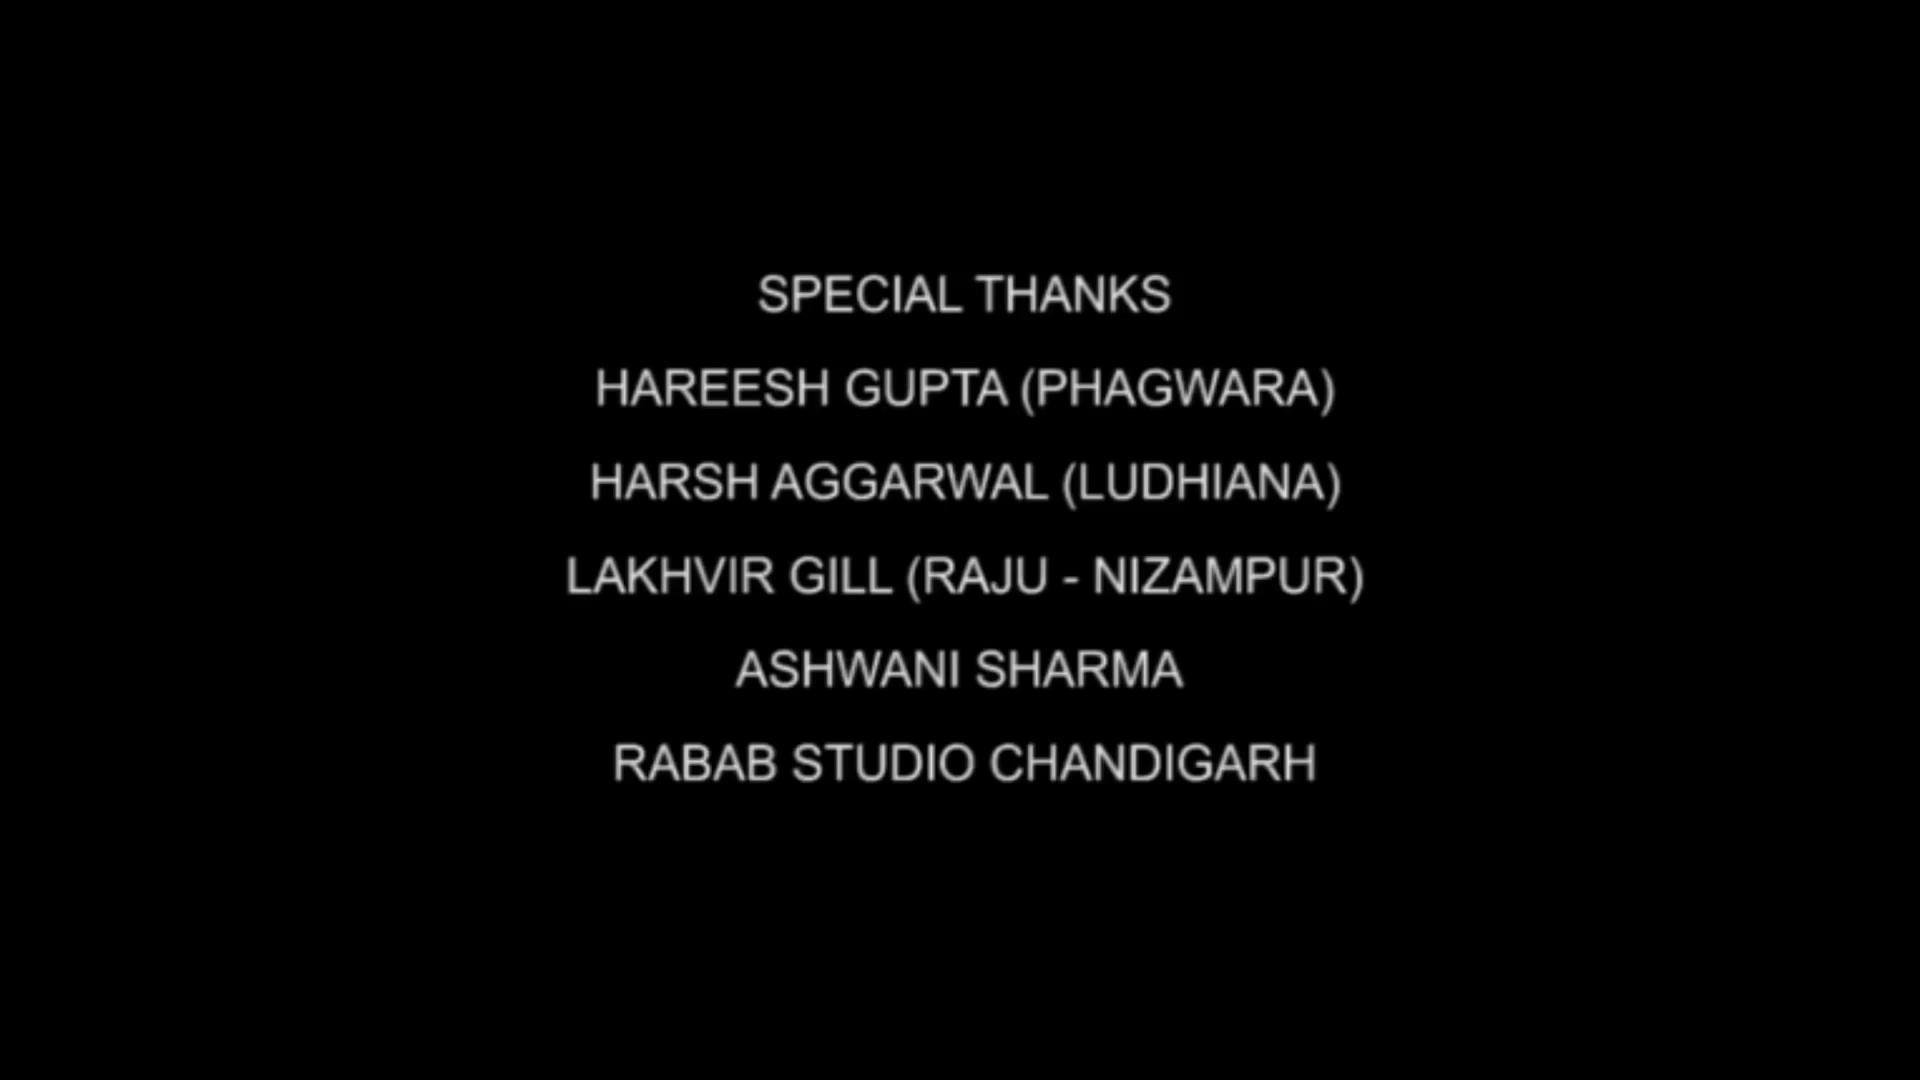 SPECIAL THANKS
HAREESH GUPTA (PHAGWARA)
HARSH AGGARWAL (LUDHIANA)
LAKHVIR GILL (RAJU - NIZAMPUR)
ASHWANI SHARMA
RABAB STUDIO CHANDIGARH